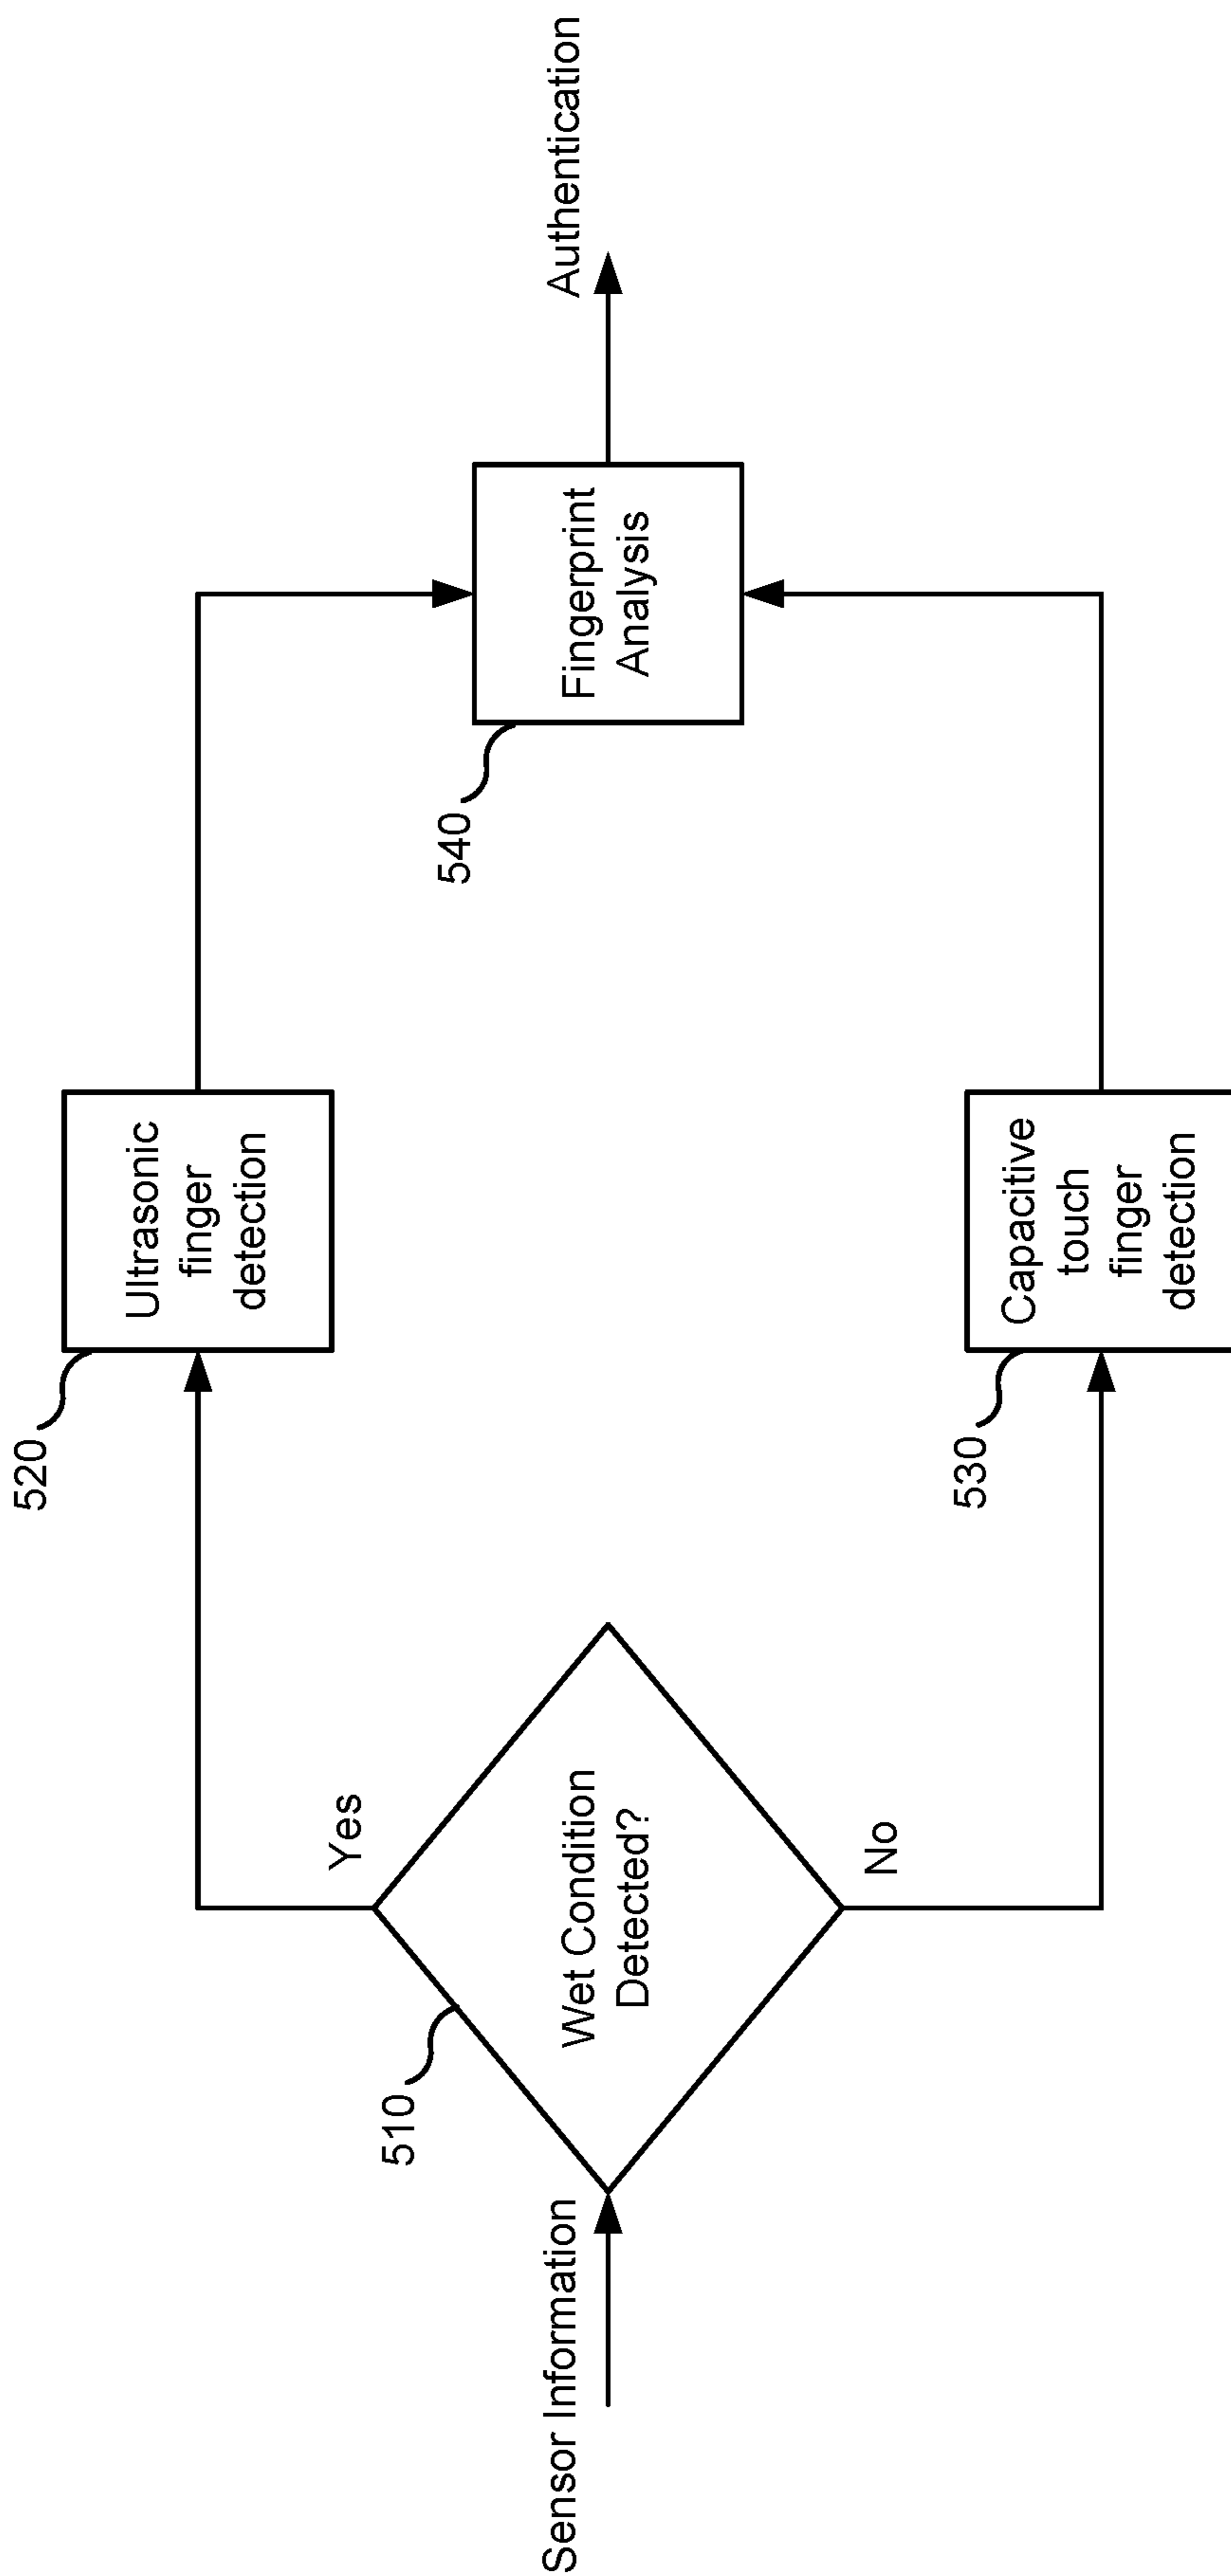 Sensor Information
510
Wet Condition
Detected?
Yes
No
520
Ultrasonic
finger
detection
530
Capacitive
touch
finger
detection
540
Fingerprint
Analysis
Authentication